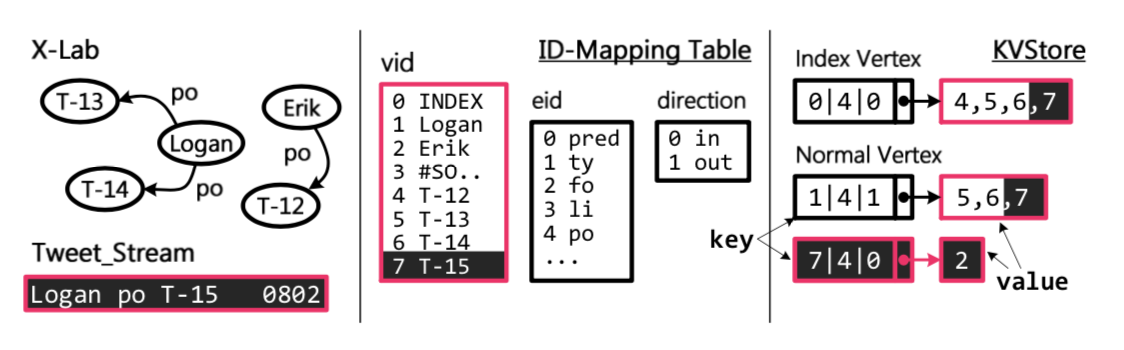 X-Lab
T-13
po
Erik
Logan
po
T-14
po
T-12
Tweet_Stream
Logan po T-15 0802
ID-Mapping Table
vid
0 INDEX
1 Logan
2 Erik
3 #SO..
4 T-12
5 T-13
6 T-14
7 T-15
eid
0 pred
1 ty
2 fo
3 li
4 po
...
direction
0 in
1 out
KVStore
Index Vertex
0|4|0
4,5,6,7
Normal Vertex
1|4|1
5,6,7
key
7|4|0
2
value